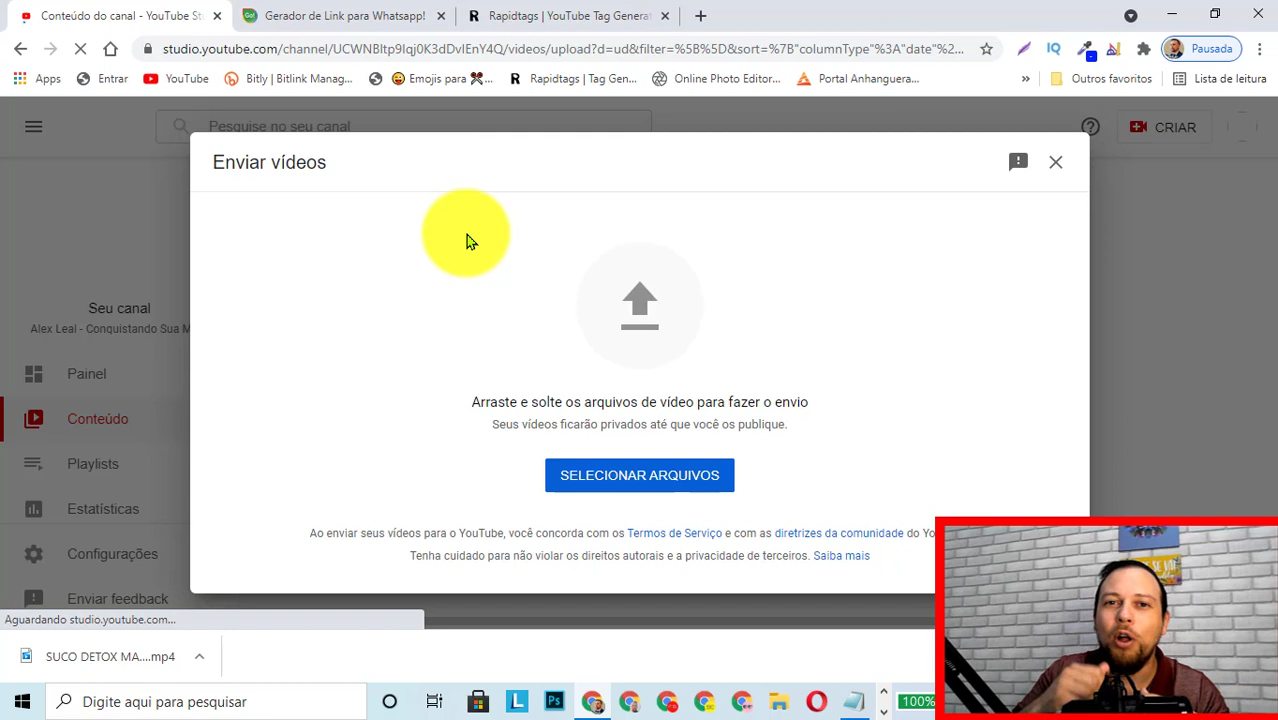 Conteúdo do canal - YouTube St
Gerador de Link para Whatsapp!
Rapidtags | YouTube Tag Generat
studio.youtube.com/channel/UCWNBltp9Iqj0K3dDvIEnY4Q/videos/upload?d=ud&filter=%5B%5D&sort=%7B"columnType"%3A"date"%2...
IQ
Pausada
Apps
Entrar
YouTube
Bitly | Bitlink Manag...
Emojis para
Rapidtags | Tag Gen...
Online Photo Editor...
Portal Anhanguera...
»
Outros favoritos
Lista de leitura
Pesquise no seu canal
CRIAR
Enviar vídeos
Seu canal
Alex Leal - Conquistando Sua M
Painel
Conteúdo
Playlists
Estatísticas
Configurações
Enviar feedback
Arraste e solte os arquivos de vídeo para fazer o envio
Seus vídeos ficarão privados até que você os publique.
SELECIONAR ARQUIVOS
Ao enviar seus vídeos para o YouTube, você concorda com os Termos de Serviço e com as diretrizes da comunidade do Yo
Tenha cuidado para não violar os direitos autorais e a privacidade de terceiros. Saiba mais
Aguardando studio.youtube.com...
SUCO DETOX MA....mp4
Digite aqui para pesquisar
L
Ps
100%